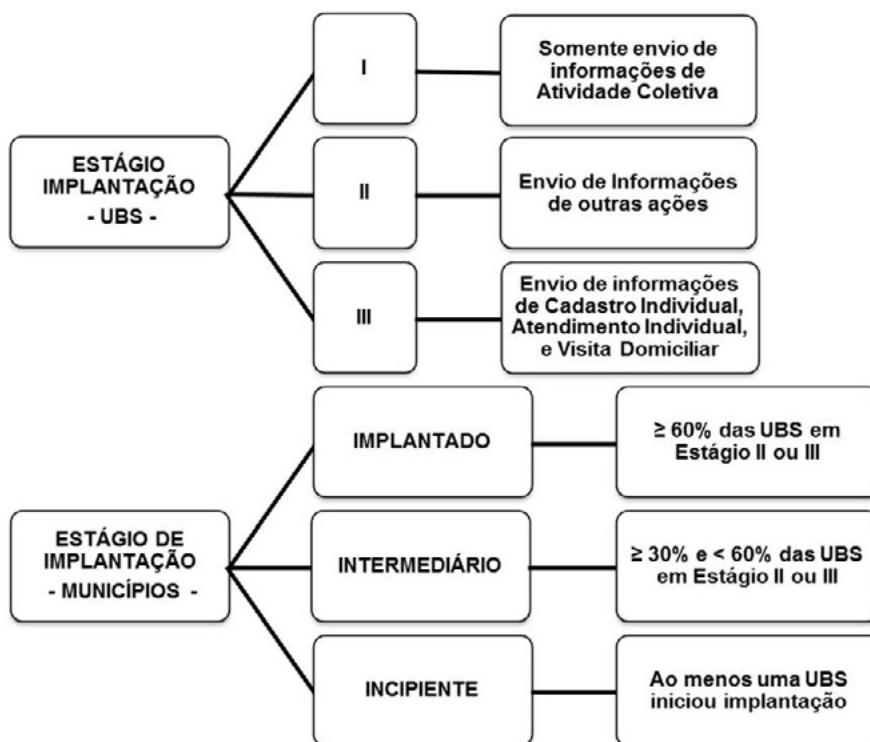 ESTÁGIO
IMPLANTAÇÃO
- UBS -
I
Somente envio de
informações de
Atividade Coletiva
II
Envio de Informações
de outras ações
III
Envio de informações
de Cadastro Individual,
Atendimento Individual,
e Visita Domiciliar
ESTÁGIO DE
IMPLANTAÇÃO
- MUNICÍPIOS -
IMPLANTADO
≥ 60% das UBS em
Estágio II ou III
INTERMEDIÁRIO
≥ 30% e < 60% das UBS
em Estágio II ou III
INCIPIENTE
Ao menos uma UBS
iniciou implantação